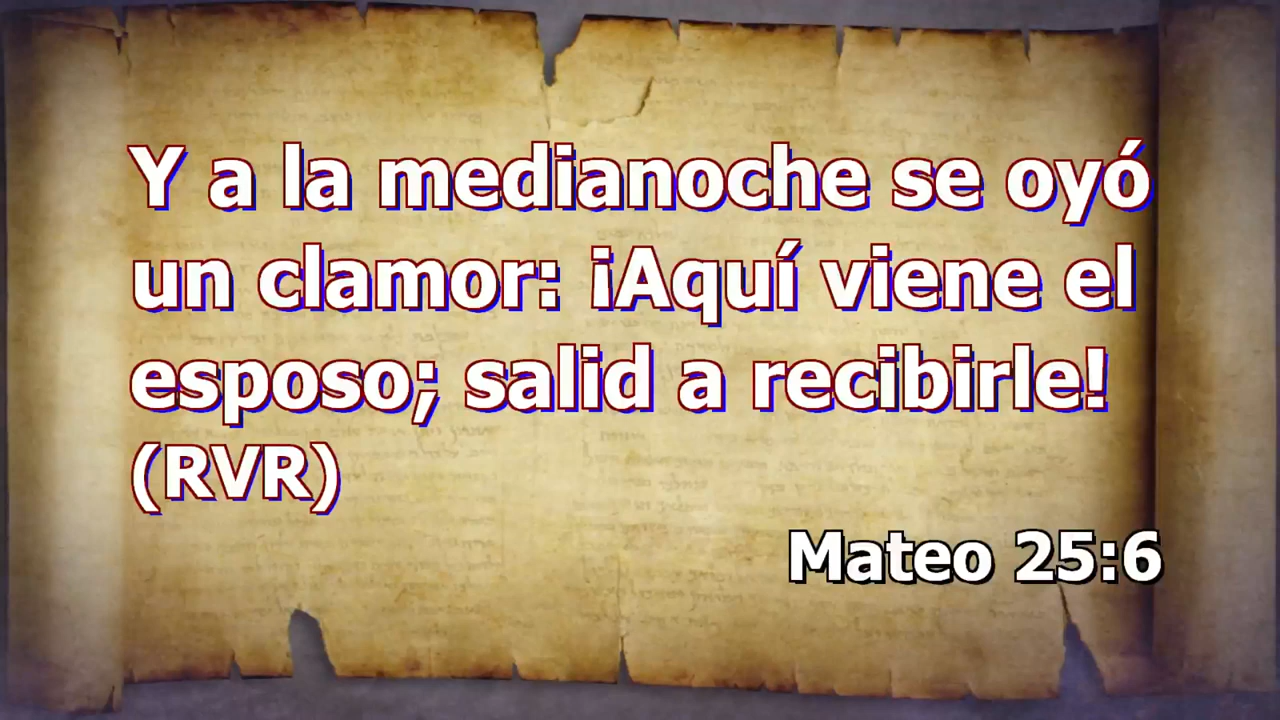 Y a la medianoche se oyó
un clamor: ¡Aquí viene el
esposo; salid a recibirle!
(RVR)
Mateo 25:6